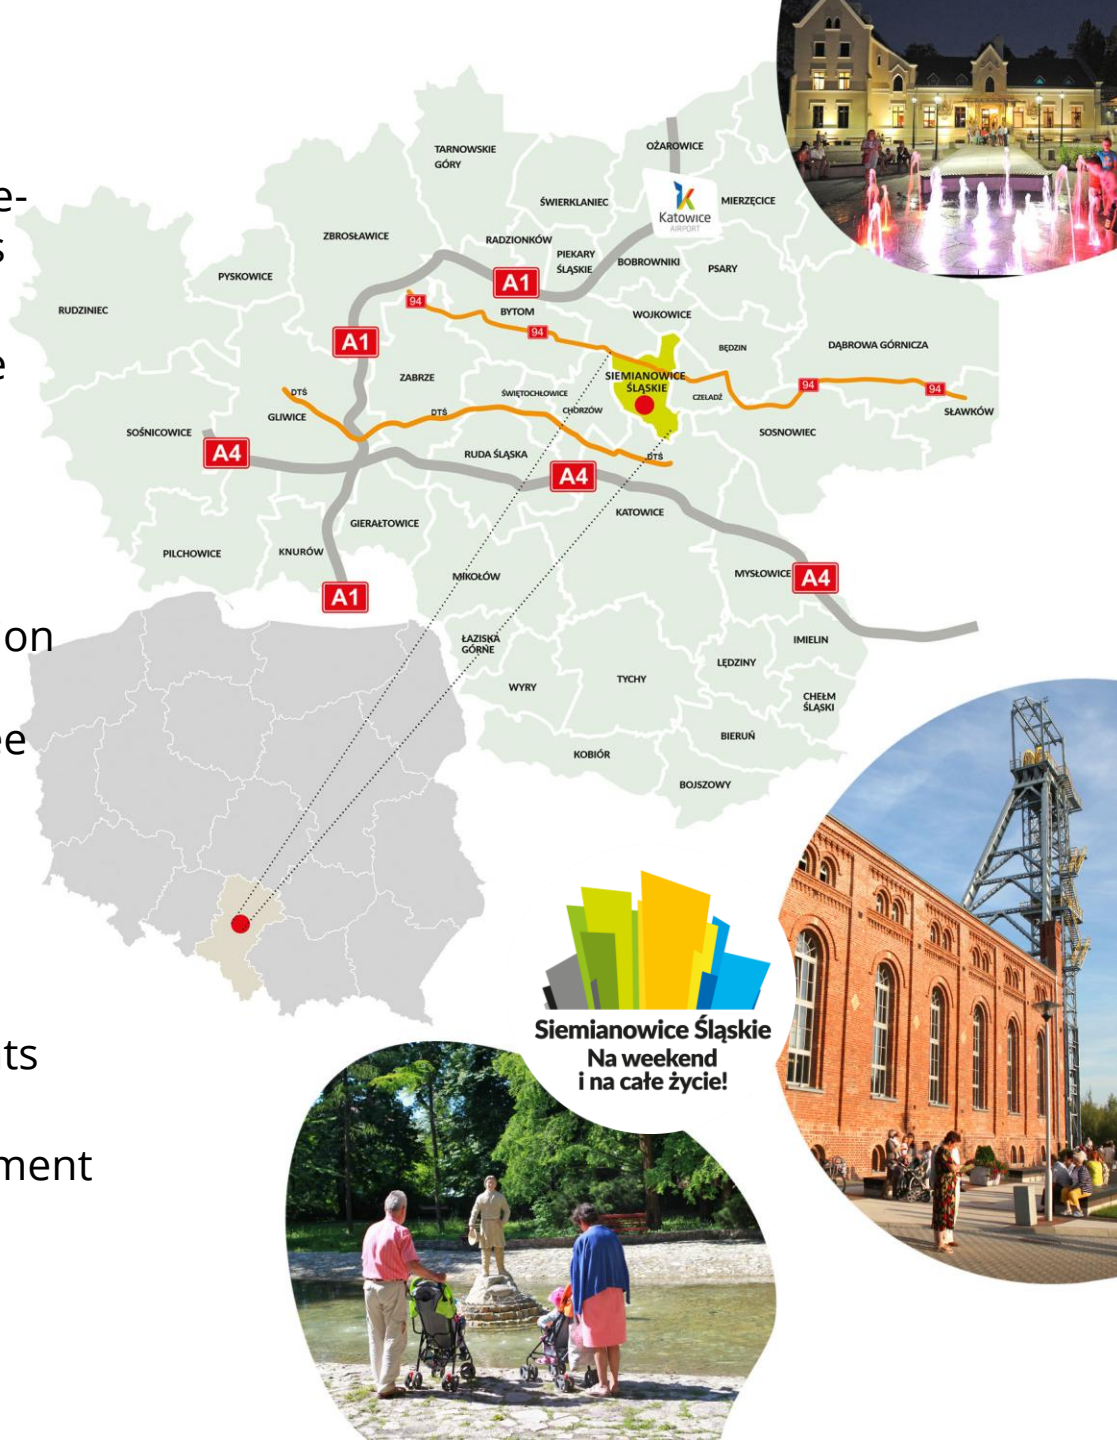 e-
s
e
on
ee
ts
ment
TARNOWSKIE
GÓRY
OŻAROWICE
Katowice
AIRPORT
MIERZĘCICE
ŚWIERKLANIEC
ZBROSŁAWICE
RADZIONKÓW
PIEKARY
ŚLĄSKIE
BOBROWNIKI
PSARY
PYSKOWICE
A1
94
RUDZINIEC
BYTOM
94
WOJKOWICE
A1
BĘDZIN
DĄBROWA GÓRNICZA
ZABRZE
SIEMIANOWICE
ŚLĄSKIE
94
94
DTŚ
ŚWIĘTOCHŁOWICE
CZELADŹ
GLIWICE
DTŚ
CHORZÓW
SŁAWKÓW
SOŚNICOWICE
SOSNOWIEC
A4
RUDA ŚLĄSKA
DTŚ
A4
KATOWICE
GIERAŁTOWICE
PILCHOWICE
KNURÓW
MIKOŁÓW
MYSŁOWICE
A4
A1
ŁAZISKA
GÓRNE
IMIELIN
LĘDZINY
WYRY
TYCHY
CHEŁM
ŚLĄSKI
BIERUŃ
KOBIÓR
BOJSZOWY
Siemianowice Śląskie
Na weekend
i na całe życie!